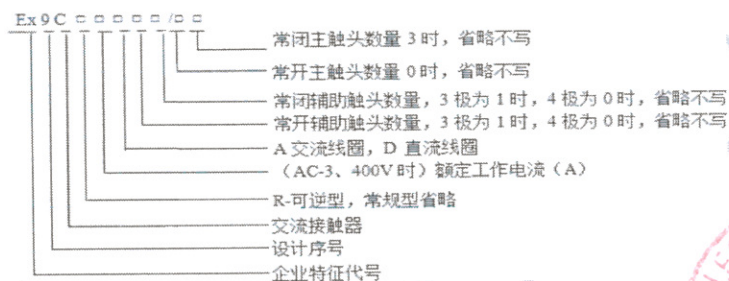 Ex9C□□□□□/□□
常闭主触头数量 3 时，省略不写
常开主触头数量 0 时，省略不写
常闭辅助触头数量，3 极为 1 时，4 极为 0 时，省略不写
常开辅助触头数量，3 极为 1 时，4 极为 0 时，省略不写
A 交流线圈，D 直流线圈
（AC-3、400V 时）额定工作电流（A）
R-可逆型，常规型省略
交流接触器
设计序号
企业特征代号